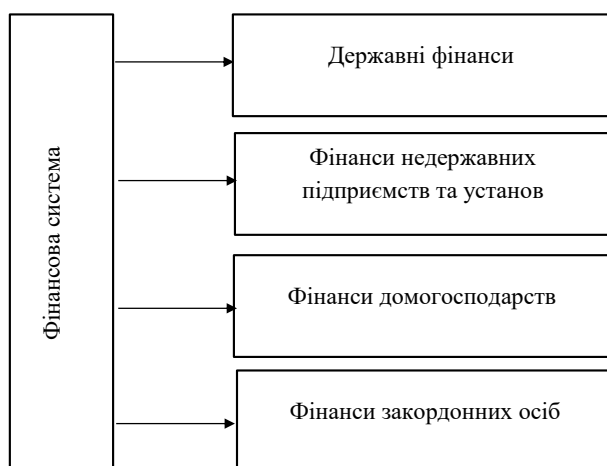 Фінансова система
Державні фінанси
Фінанси недержавних
підприємств та установ
Фінанси домогосподарств
Фінанси закордонних осіб